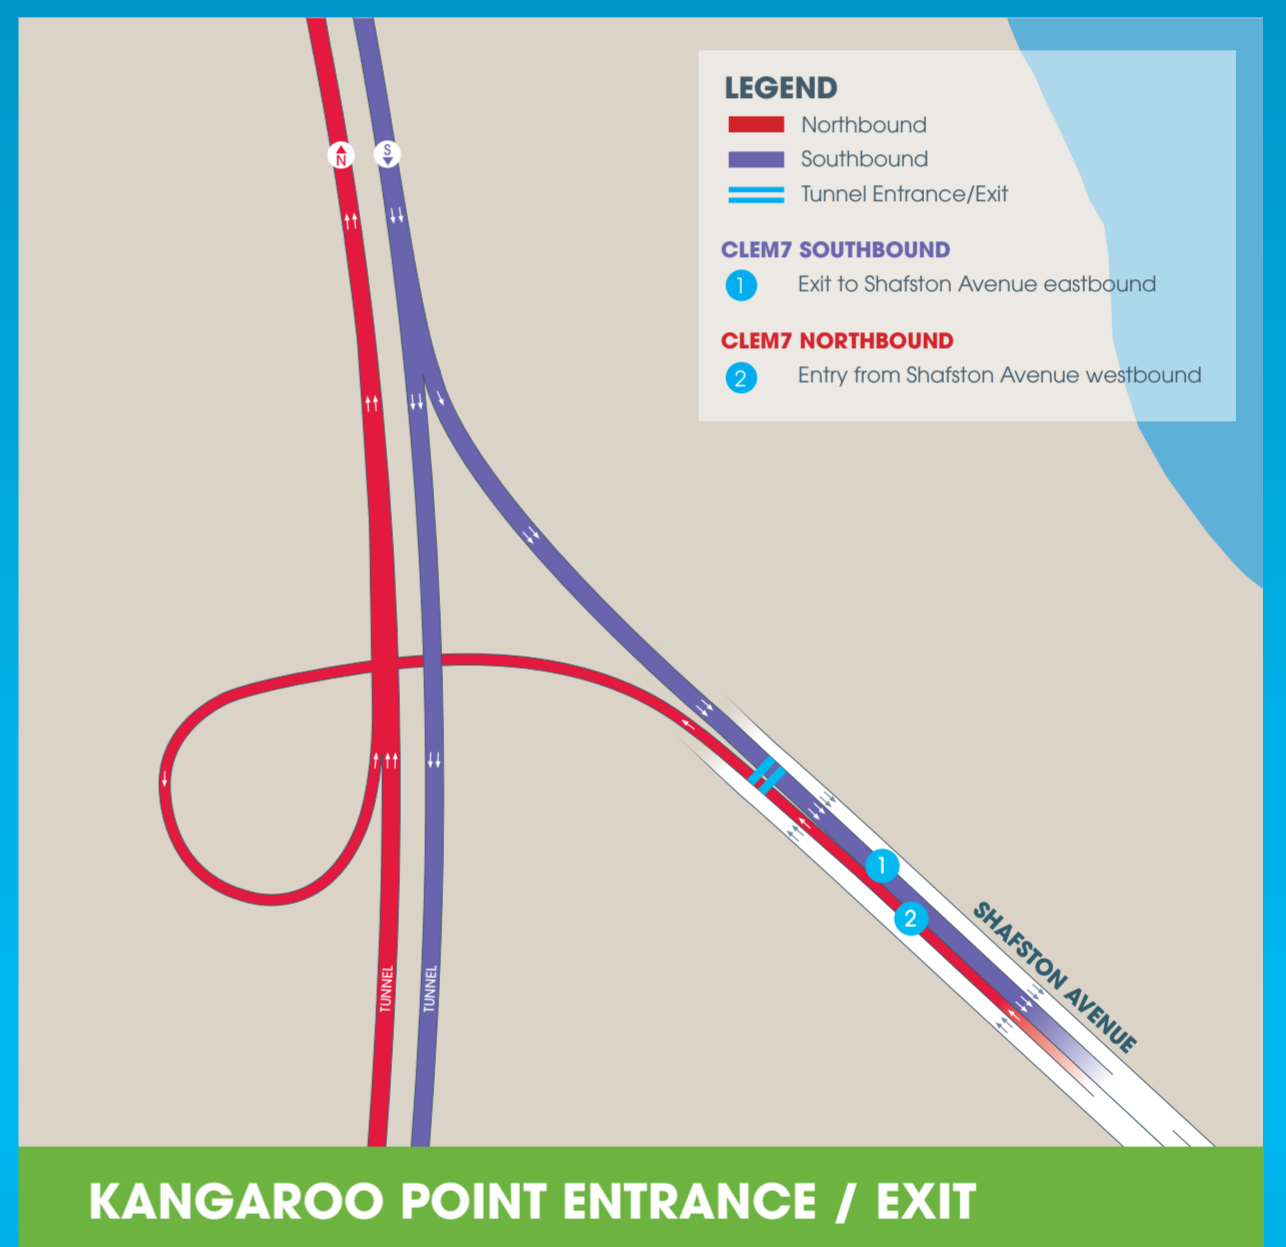 LEGEND
Northbound
Southbound
Tunnel Entrance/Exit
CLEM7 SOUTHBOUND
1 Exit to Shafston Avenue eastbound
CLEM7 NORTHBOUND
2 Entry from Shafston Avenue westbound
N
S
1
2
SHAFSTON AVENUE
TUNNEL
TUNNEL
KANGAROO POINT ENTRANCE / EXIT